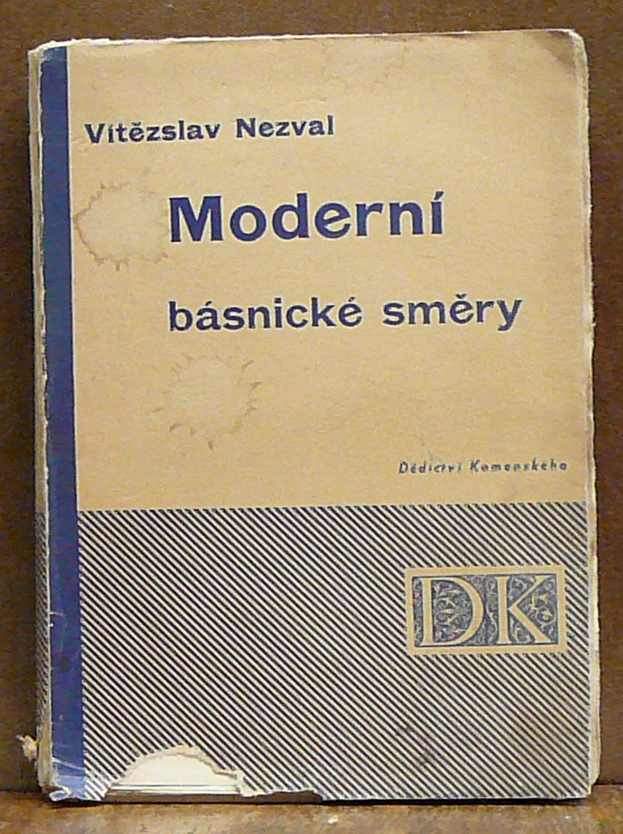 Vítězslav Nezval
Moderní
básnické směry
Dědictví Komenského
DK